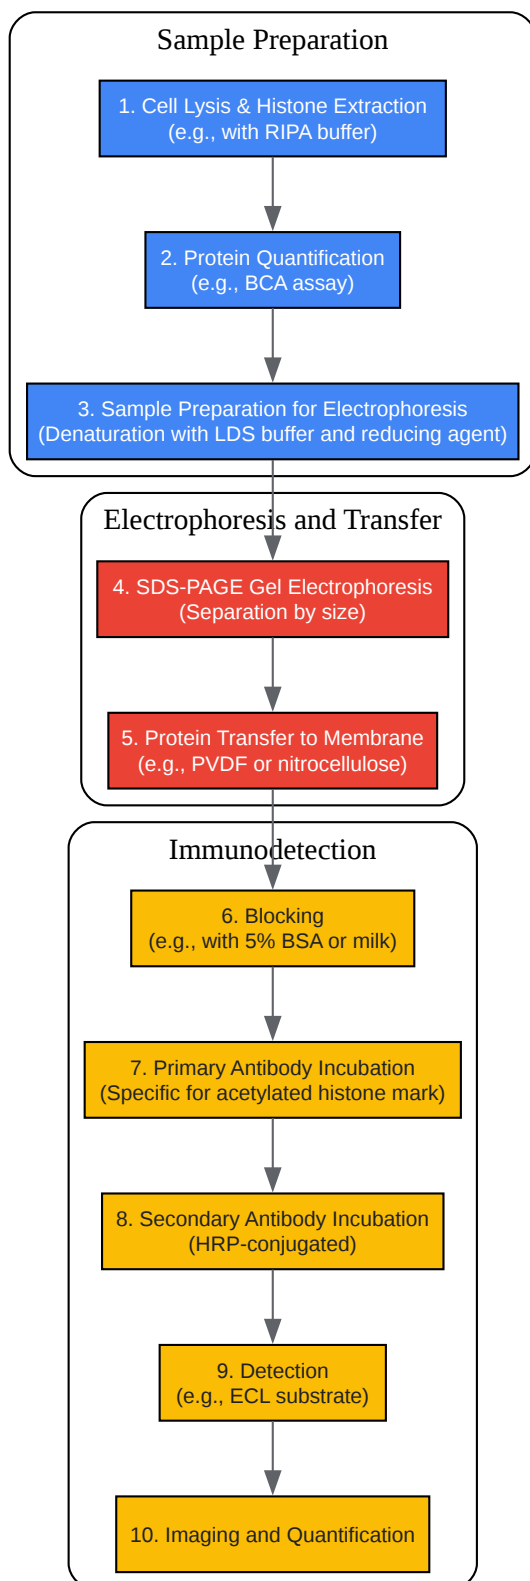 Sample Preparation
1. Cell Lysis & Histone Extraction
(e.g., with RIPA buffer)
2. Protein Quantification
(e.g., BCA assay)
3. Sample Preparation for Electrophoresis
(Denaturation with LDS buffer and reducing agent)
Electrophoresis and Transfer
4. SDS-PAGE Gel Electrophoresis
(Separation by size)
5. Protein Transfer to Membrane
(e.g., PVDF or nitrocellulose)
Immunodetection
6. Blocking
(e.g., with 5% BSA or milk)
7. Primary Antibody Incubation
(Specific for acetylated histone mark)
8. Secondary Antibody Incubation
(HRP-conjugated)
9. Detection
(e.g., ECL substrate)
10. Imaging and Quantification